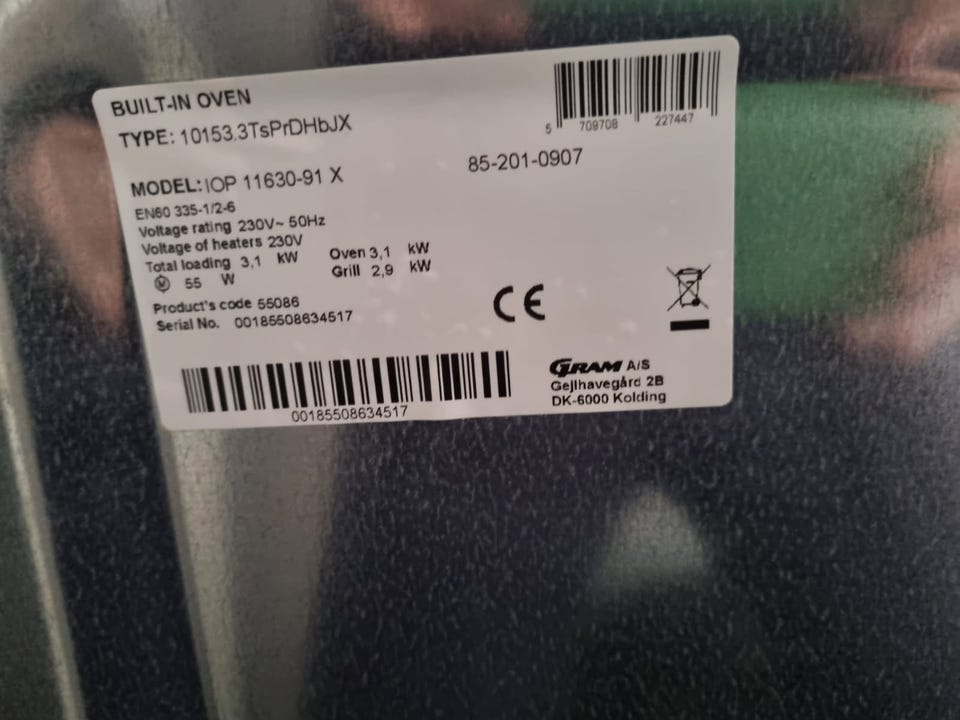 BUILT-IN OVEN
TYPE: 10153.3TsPrDHbJX
5 709708 227447
85-201-0907
MODEL: IOP 11630-91 X
EN60 335-1/2-6
Voltage rating 230V~ 50Hz
Voltage of heaters 230V
Total loading 3,1 kW Oven 3,1 kW
M 55 W Grill 2,9 kW
Product's code 55086
Serial No. 00185508634517
CE
00185508634517
GRAM A/S
Gejlhavegård 2B
DK-6000 Kolding